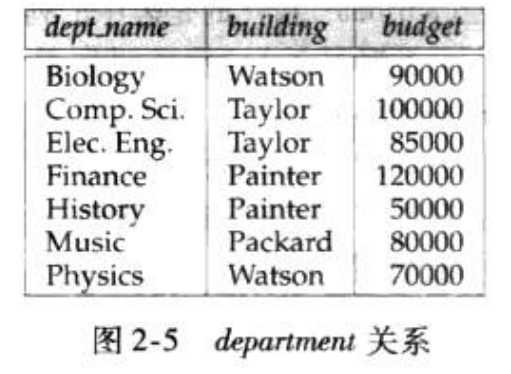 dept_name building budget
Biology Watson 90000
Comp. Sci. Taylor 100000
Elec. Eng. Taylor 85000
Finance Painter 120000
History Painter 50000
Music Packard 80000
Physics Watson 70000
图 2-5 department 关系